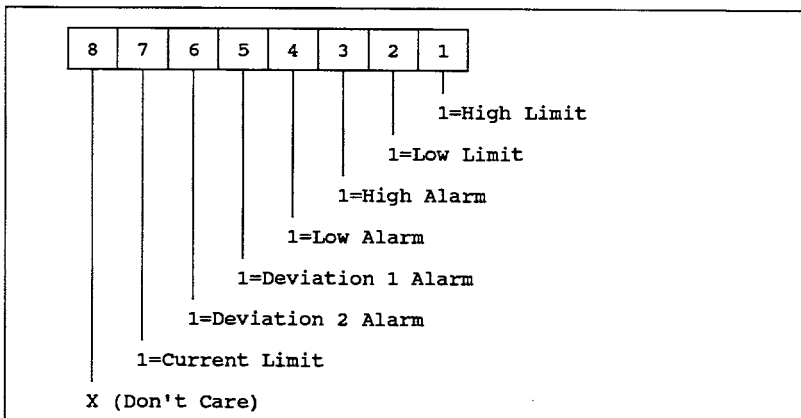 8 7 6 5 4 3 2 1
1=High Limit
1=Low Limit
1=High Alarm
1=Low Alarm
1=Deviation 1 Alarm
1=Deviation 2 Alarm
1=Current Limit
X (Don't Care)